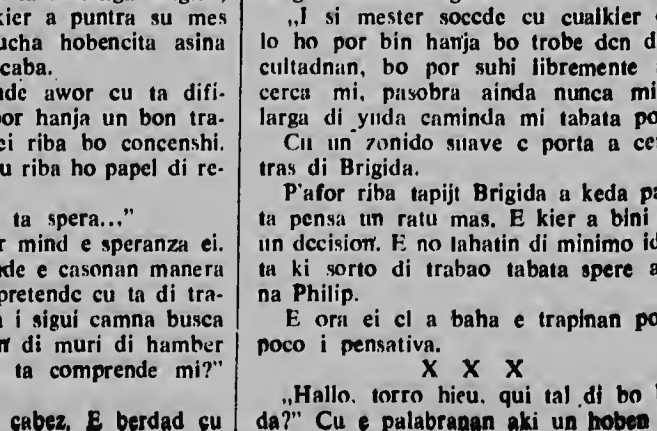 kier a puntra su mes
ucha hobencita asina
caba.
nde awor cu ta difi-
por hanja un bon tra-
ci riba bo concenshi.
u riba ho papel di re-
ta spera...”
r mind e speranza ei.
e casonan manera
pretende cu ta di tra-
i sigui camna busca
di muri di hamber
ta comprende mi?”
cabez. E berdad cu
„I si mester soccde cu cualkier
lo ho por bin hanja bo trobe den d
cultadnan, bo por suhi libremente
cerca mi, pasobra ainda nunca mi
larga di yuda caminda mi tabata po
Cu un zonido suave e porta a ce
tras di Brigida.
P'afor riba tapijt Brigida a keda pa
ta pensa un ratu mas. E kier a bini
un decision. E no lahatin di minimo id
ta ki sorto di trabao tabata spere a
na Philip.
E ora ei el a baha e trapinan po
poco i pensativa.
X X X
„Hallo. torro hieu. qui tal di bo
da?” Cu e palabranan aki un hoben